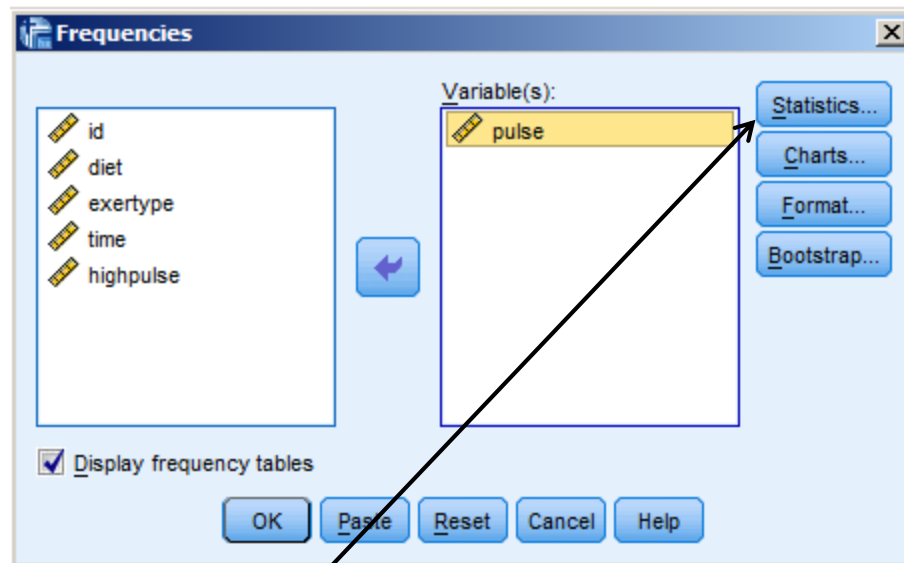 Frequencies
Variable(s):
id
diet
exertype
time
highpulse
pulse
Statistics...
Charts...
Format...
Bootstrap...
Display frequency tables
OK Paste Reset Cancel Help